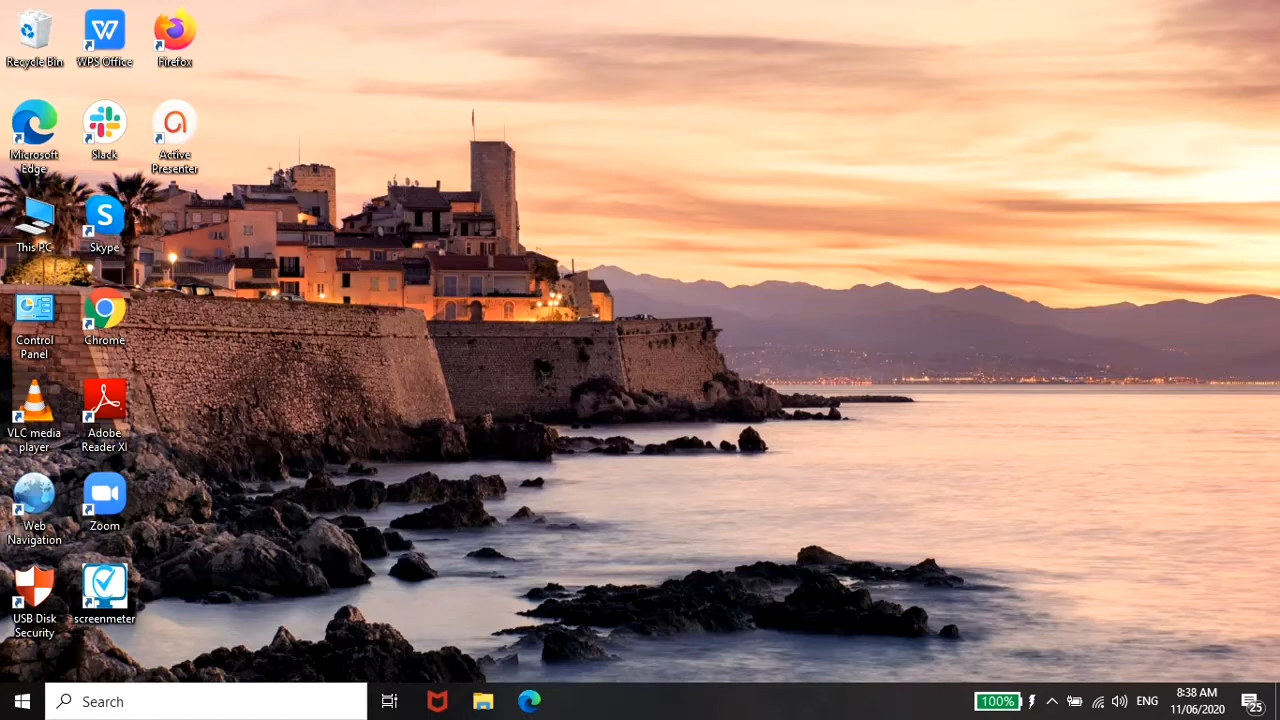 Recycle Bin
WPS Office
Firefox
Microsoft
Edge
Slack
Active
Presenter
This PC
Skype
Control
Panel
Chrome
VLC media
player
Adobe
Reader XI
Web
Navigation
Zoom
USB Disk
Security
screenmeter
Search
100%
ENG
8:38 AM
11/06/2020
25